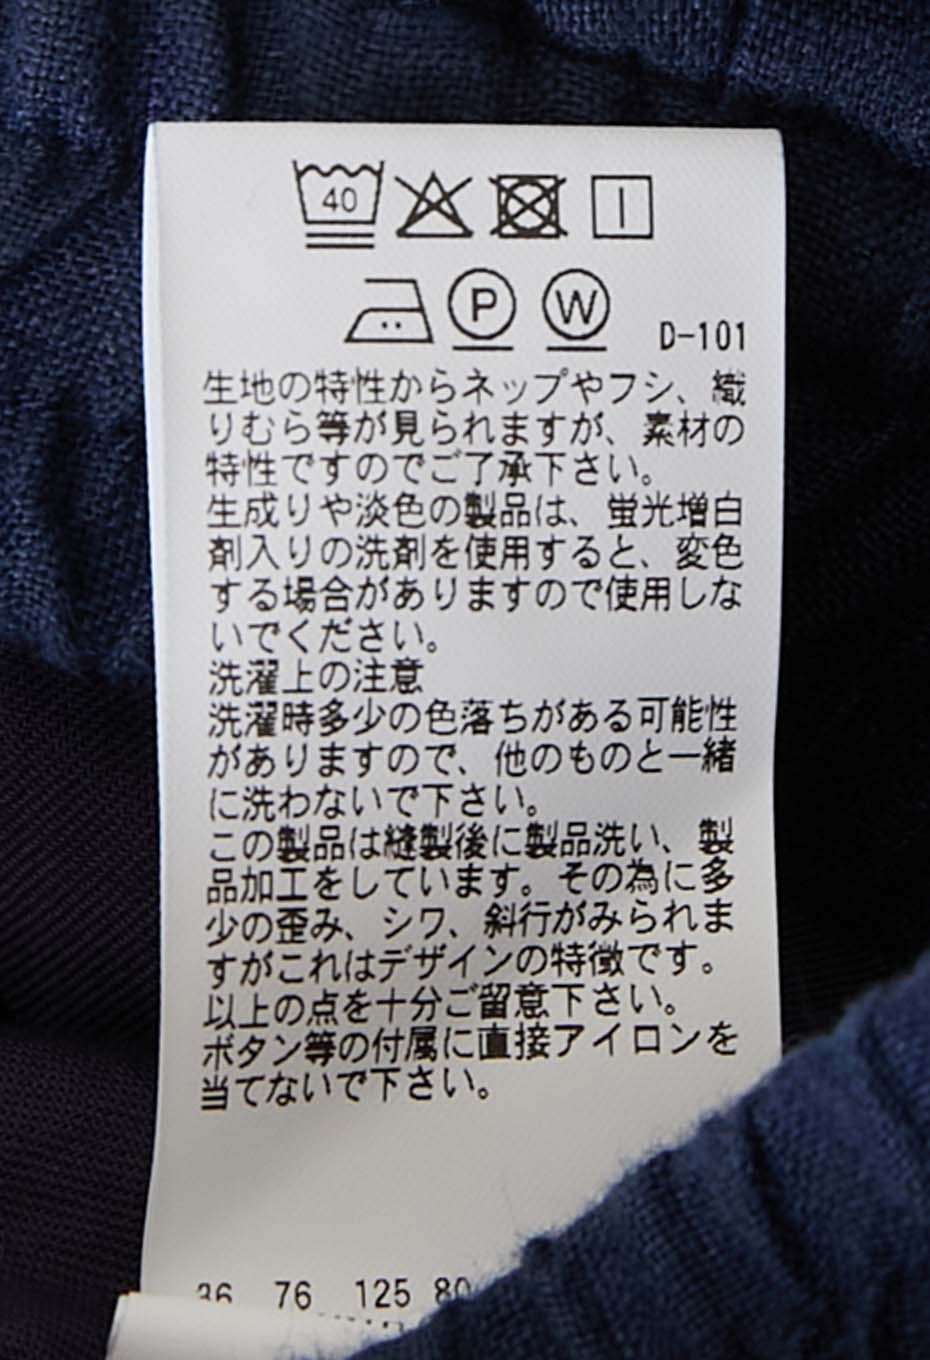 40
P W D-101
生地の特性からネップやフシ、織
りむら等が見られますが、素材の
特性ですのでご了承下さい。
生成りや淡色の製品は、蛍光増白
剤入りの洗剤を使用すると、変色
する場合がありますので使用しな
いでください。
洗濯上の注意
洗濯時多少の色落ちがある可能性
がありますので、他のものと一緒
に洗わないで下さい。
この製品は縫製後に製品洗い、製
品加工をしています。その為に多
少の歪み、シワ、斜行がみられま
すがこれはデザインの特徴です。
以上の点を十分ご留意下さい。
ボタン等の付属に直接アイロンを
当てないで下さい。
36 76 125 80